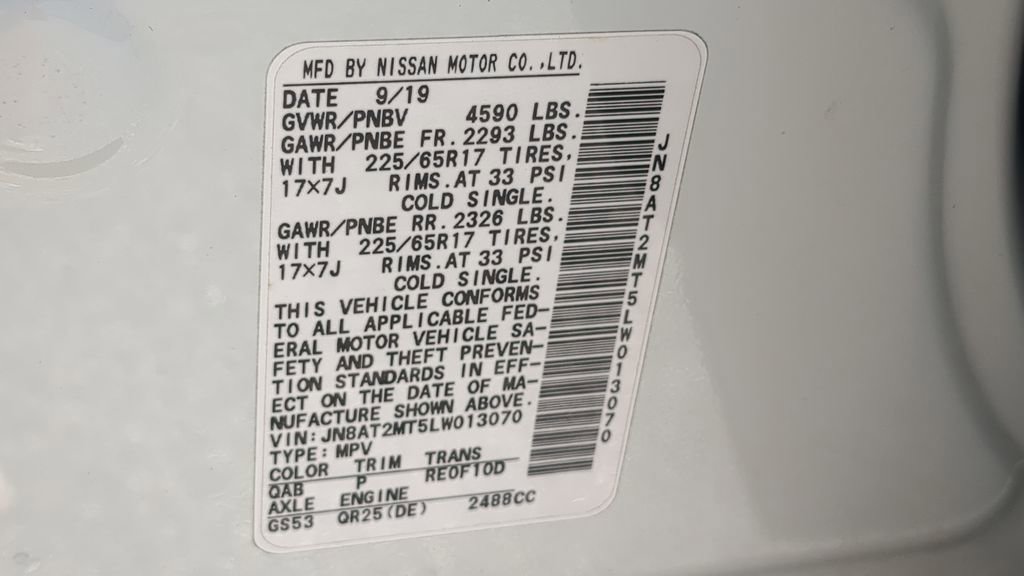 MFD BY NISSAN MOTOR CO.,LTD.
DATE 9/19
GVWR/PNBV 4590 LBS.
GAWR/PNBE FR. 2293 LBS.
WITH 225/65R17 TIRES,
17×7J RIMS. AT 33 PSI
COLD SINGLE.
GAWR/PNBE RR. 2326 LBS.
WITH 225/65R17 TIRES,
17×7J RIMS. AT 33 PSI
COLD SINGLE.
THIS VEHICLE CONFORMS
TO ALL APPLICABLE FED-
ERAL MOTOR VEHICLE SA-
FETY AND THEFT PREVEN-
TION STANDARDS IN EFF-
ECT ON THE DATE OF MA-
NUFACTURE SHOWN ABOVE.
VIN: JN8AT2MT5LW013070
TYPE: MPV
COLOR TRIM TRANS
QAB P RE0F10D
AXLE ENGINE
GS53 QR25(DE) 2488CC
JN8AT2MT5LW013070